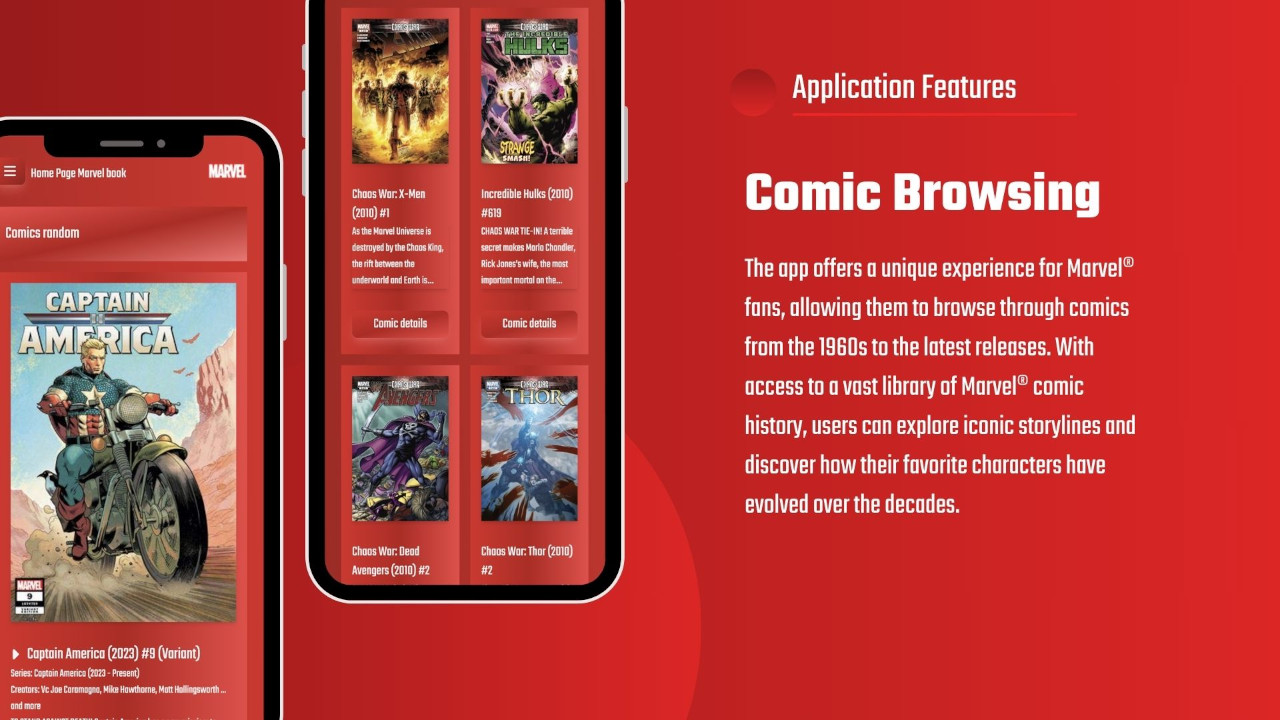 Home Page Marvel book
MARVEL
Comics random
CAPTAIN
AMERICA
MARVEL
9
Captain America (2023) #9 (Variant)
Series: Captain America (2023 - Present)
Creators: Vc Joe Caramagna, Mike Hawthorne, Matt Hollingsworth ...
and more
CHAOS WAR
THE INCREDIBLE
HULKS
STRANGE
SMASH!
Chaos War: X-Men
(2010) #1
As the Marvel Universe is
destroyed by the Chaos King,
the rift between the
underworld and Earth is...
Comic details
Incredible Hulks (2010)
#619
CHAOS WAR TIE-IN! A terrible
secret makes Marlo Chandler,
Rick Jones's wife, the most
important mortal on the...
Comic details
CHAOS WAR
AVENGERS
CHAOS WAR
THOR
Chaos War: Dead
Avengers (2010) #2
Chaos War: Thor (2010)
#2
Application Features
Comic Browsing
The app offers a unique experience for Marvel®
fans, allowing them to browse through comics
from the 1960s to the latest releases. With
access to a vast library of Marvel® comic
history, users can explore iconic storylines and
discover how their favorite characters have
evolved over the decades.